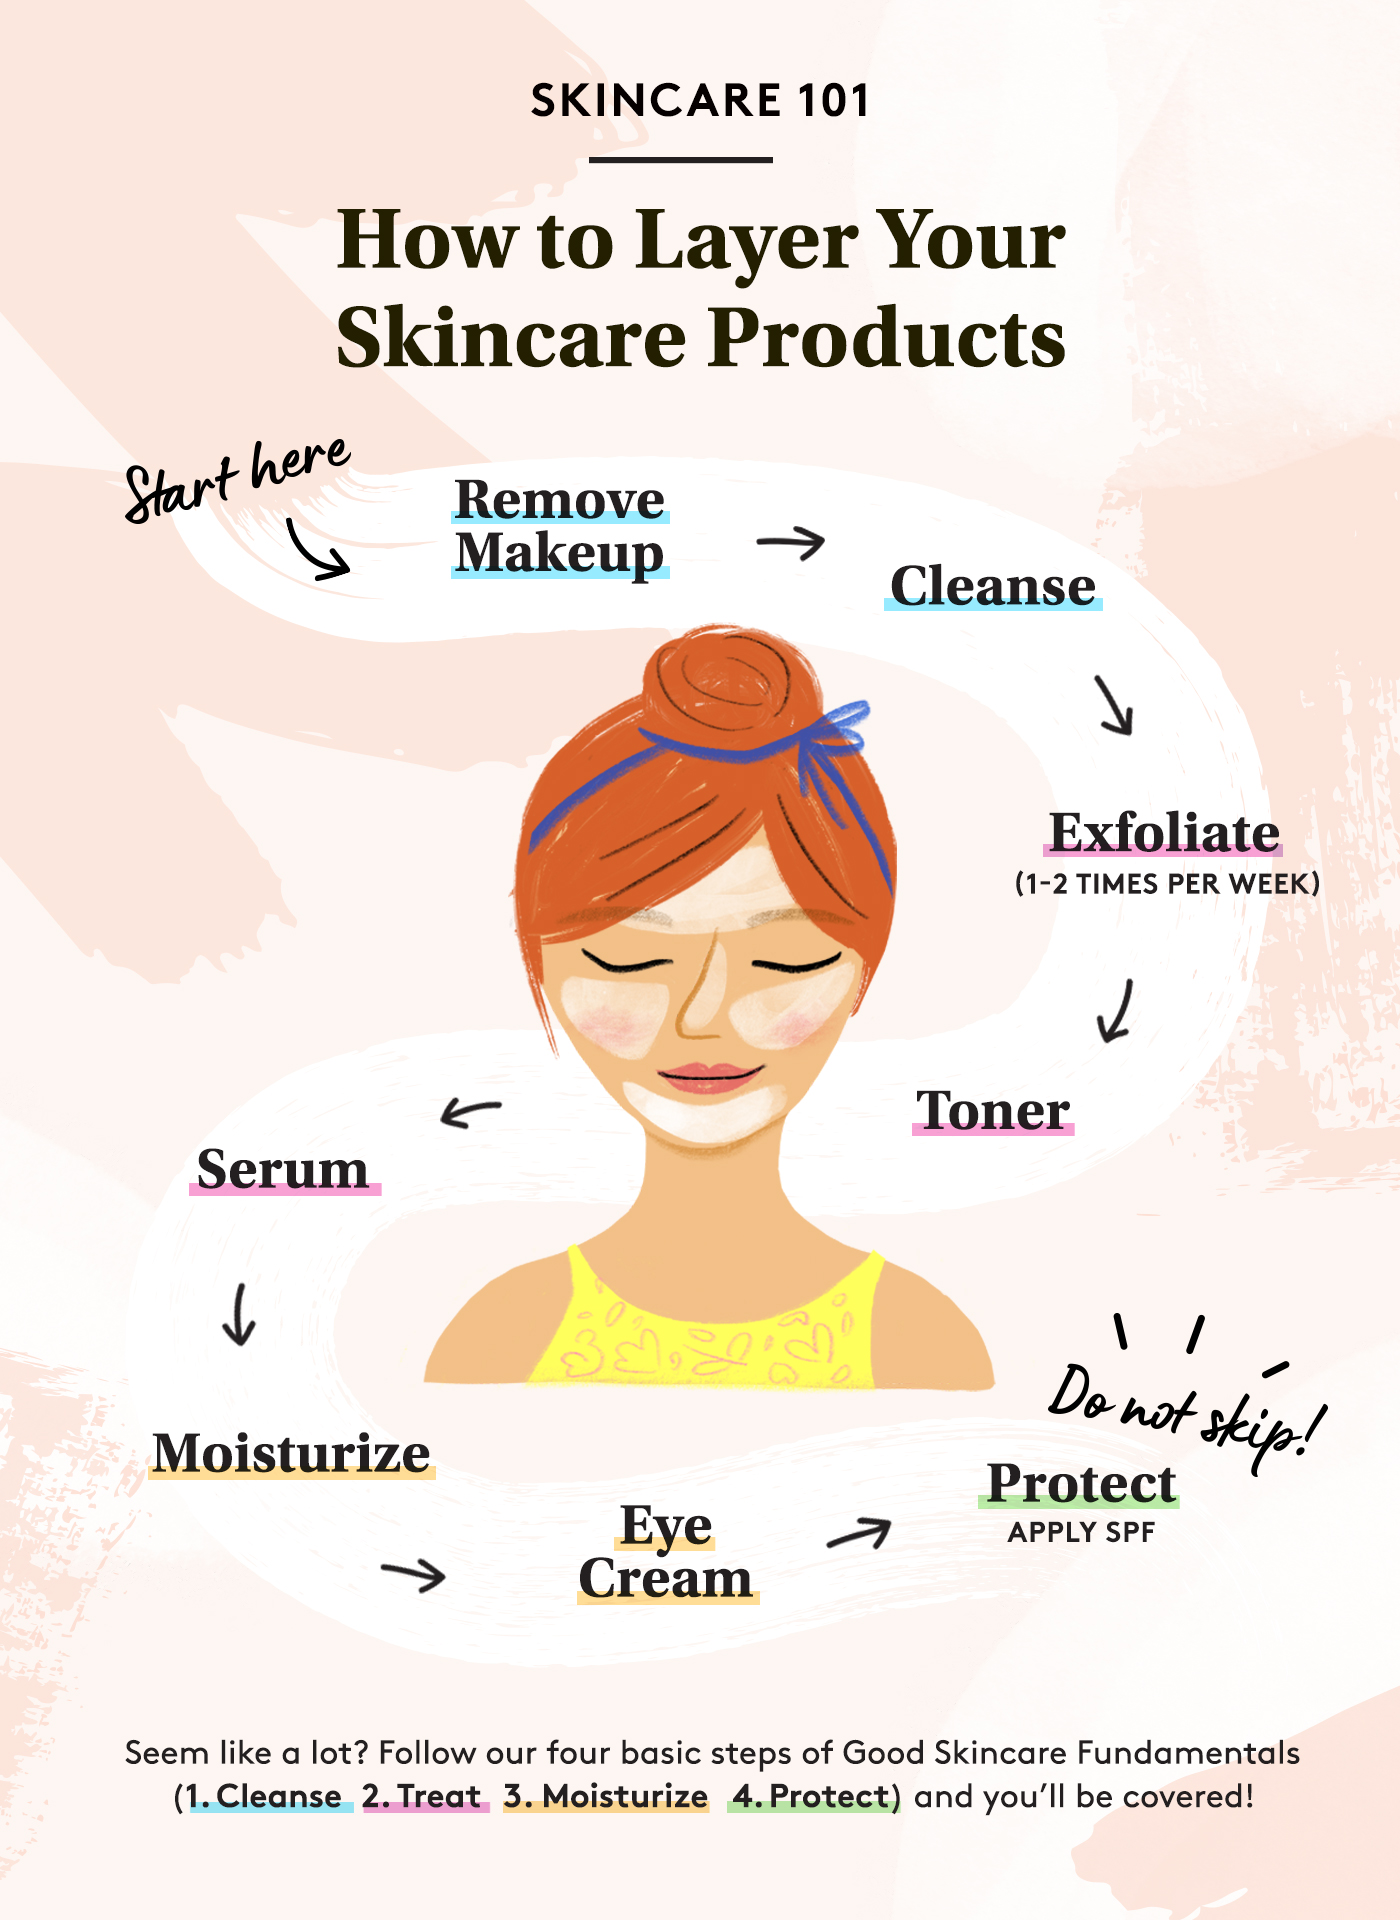 SKINCARE 101
How to Layer Your
Skincare Products
Start here
Remove
Makeup
Cleanse
Exfoliate
(1-2 TIMES PER WEEK)
Toner
Serum
Moisturize
Eye
Cream
Do not skip!
Protect
APPLY SPF
Seem like a lot? Follow our four basic steps of Good Skincare Fundamentals
(1. Cleanse 2. Treat 3. Moisturize 4. Protect) and you’ll be covered!